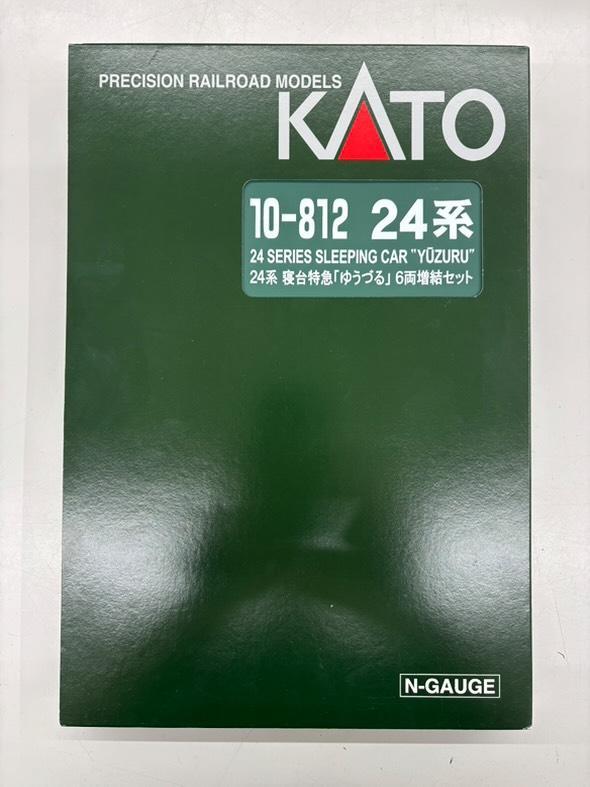 PRECISION RAILROAD MODELS
KATO
10-812 24系
24 SERIES SLEEPING CAR "YŪZURU"
24系 寝台特急「ゆうづる」 6両増結セット
N-GAUGE